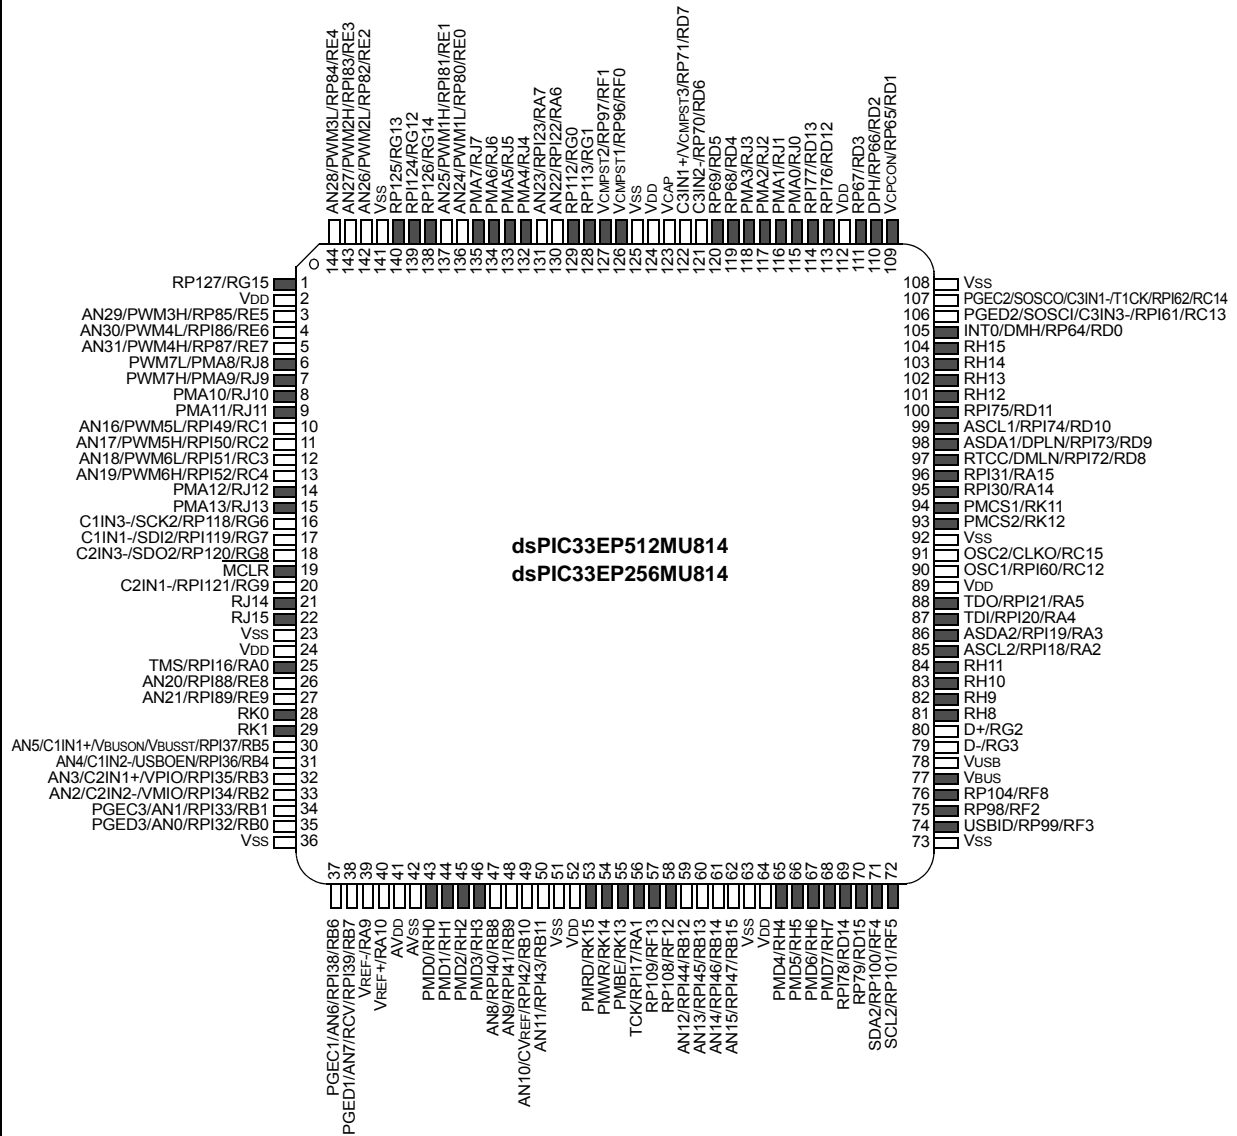 AN28/PWM3L/RP84/RE4
AN27/PWM2H/RPI83/RE3
AN26/PWM2L/RP82/RE2
VSS
RP125/RG13
RPI124/RG12
RP126/RG14
AN25/PWM1H/RPI81/RE1
AN24/PWM1L/RP80/RE0
PMA7/RJ7
PMA6/RJ6
PMA5/RJ5
PMA4/RJ4
AN23/RPI23/RA7
AN22/RPI22/RA6
RP112/RG0
RP113/RG1
VCMPST2/RP97/RF1
VCMPST1/RP96/RF0
VSS
VDD
VCAP
C3IN1+/VCMPST3/RP71/RD7
C3IN2-/RP70/RD6
RP69/RD5
RP68/RD4
PMA3/RJ3
PMA2/RJ2
PMA1/RJ1
PMA0/RJ0
RPI77/RD13
RPI76/RD12
VDD
RP67/RD3
DPH/RP66/RD2
VCPCON/RP65/RD1
144
143
142
141
140
139
138
137
136
135
134
133
132
131
130
129
128
127
126
125
124
123
122
121
120
119
118
117
116
115
114
113
112
111
110
109
RP127/RG15 1
VDD 2
AN29/PWM3H/RP85/RE5 3
AN30/PWM4L/RPI86/RE6 4
AN31/PWM4H/RP87/RE7 5
PWM7L/PMA8/RJ8 6
PWM7H/PMA9/RJ9 7
PMA10/RJ10 8
PMA11/RJ11 9
AN16/PWM5L/RPI49/RC1 10
AN17/PWM5H/RPI50/RC2 11
AN18/PWM6L/RPI51/RC3 12
AN19/PWM6H/RPI52/RC4 13
PMA12/RJ12 14
PMA13/RJ13 15
C1IN3-/SCK2/RP118/RG6 16
C1IN1-/SDI2/RPI119/RG7 17
C2IN3-/SDO2/RP120/RG8 18
MCLR 19
C2IN1-/RPI121/RG9 20
RJ14 21
RJ15 22
VSS 23
VDD 24
TMS/RPI16/RA0 25
AN20/RPI88/RE8 26
AN21/RPI89/RE9 27
RK0 28
RK1 29
AN5/C1IN1+/VBUSON/VBUSST/RPI37/RB5 30
AN4/C1IN2-/USBOEN/RPI36/RB4 31
AN3/C2IN1+/VPIO/RPI35/RB3 32
AN2/C2IN2-/VMIO/RPI34/RB2 33
PGEC3/AN1/RPI33/RB1 34
PGED3/AN0/RPI32/RB0 35
VSS 36
dsPIC33EP512MU814
dsPIC33EP256MU814
108 VSS
107 PGEC2/SOSCO/C3IN1-/T1CK/RPI62/RC14
106 PGED2/SOSCI/C3IN3-/RPI61/RC13
105 INT0/DMH/RP64/RD0
104 RH15
103 RH14
102 RH13
101 RH12
100 RPI75/RD11
99 ASCL1/RPI74/RD10
98 ASDA1/DPLN/RPI73/RD9
97 RTCC/DMLN/RPI72/RD8
96 RPI31/RA15
95 RPI30/RA14
94 PMCS1/RK11
93 PMCS2/RK12
92 VSS
91 OSC2/CLKO/RC15
90 OSC1/RPI60/RC12
89 VDD
88 TDO/RPI21/RA5
87 TDI/RPI20/RA4
86 ASDA2/RPI19/RA3
85 ASCL2/RPI18/RA2
84 RH11
83 RH10
82 RH9
81 RH8
80 D+/RG2
79 D-/RG3
78 VUSB
77 VBUS
76 RP104/RF8
75 RP98/RF2
74 USBID/RP99/RF3
73 VSS
37
38
39
40
41
42
43
44
45
46
47
48
49
50
51
52
53
54
55
56
57
58
59
60
61
62
63
64
65
66
67
68
69
70
71
72
PGEC1/AN6/RPI38/RB6
PGED1/AN7/RCV/RPI39/RB7
VREF-/RA9
VREF+/RA10
AVDD
AVSS
PMD0/RH0
PMD1/RH1
PMD2/RH2
PMD3/RH3
AN8/RPI40/RB8
AN9/RPI41/RB9
AN10/CVREF/RPI42/RB10
AN11/RPI43/RB11
VSS
VDD
PMRD/RK15
PMWR/RK14
PMBE/RK13
TCK/RPI17/RA1
RP109/RF13
RP108/RF12
AN12/RPI44/RB12
AN13/RPI45/RB13
AN14/RPI46/RB14
AN15/RPI47/RB15
VSS
VDD
PMD4/RH4
PMD5/RH5
PMD6/RH6
PMD7/RH7
RPI78/RD14
RP79/RD15
SDA2/RP100/RF4
SCL2/RP101/RF5